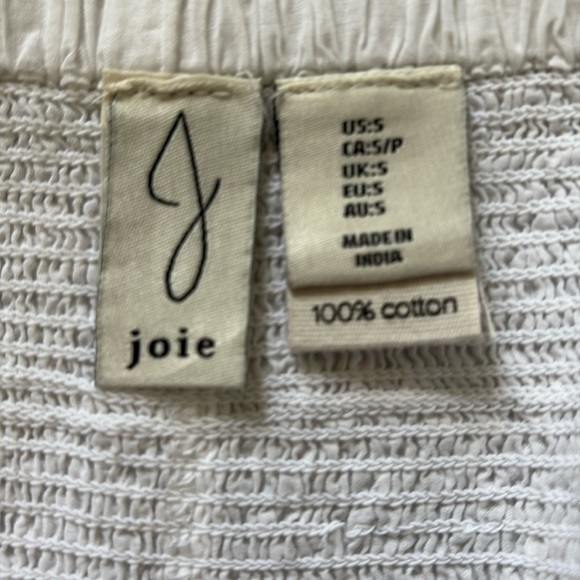 J
joie
US:S
CA:S/P
UK:S
EU:S
AU:S
MADE IN
INDIA
100% cotton